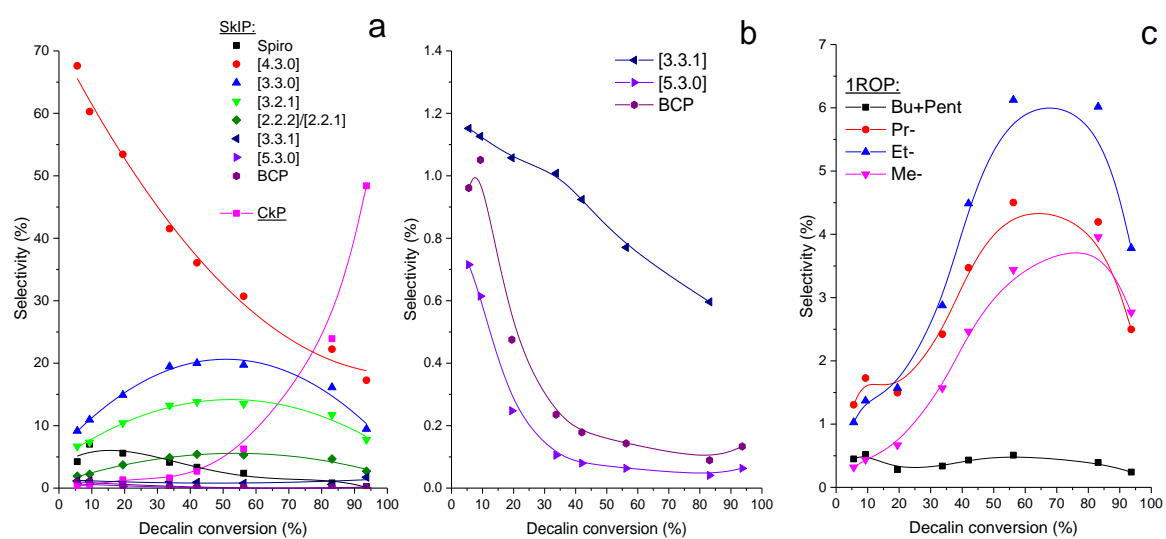 a
SkIP:
Spiro
[4.3.0]
[3.3.0]
[3.2.1]
[2.2.2]/[2.2.1]
[3.3.1]
[5.3.0]
BCP
CkP
Selectivity (%)
70
60
50
40
30
20
10
0
0 10 20 30 40 50 60 70 80 90 100
Decalin conversion (%)
b
[3.3.1]
[5.3.0]
BCP
Selectivity (%)
1.4
1.2
1.0
0.8
0.6
0.4
0.2
0.0
0 10 20 30 40 50 60 70 80 90 100
Decalin conversion (%)
c
1ROP:
Bu+Pent
Pr-
Et-
Me-
Selectivity (%)
7
6
5
4
3
2
1
0
0 10 20 30 40 50 60 70 80 90 100
Decalin conversion (%)